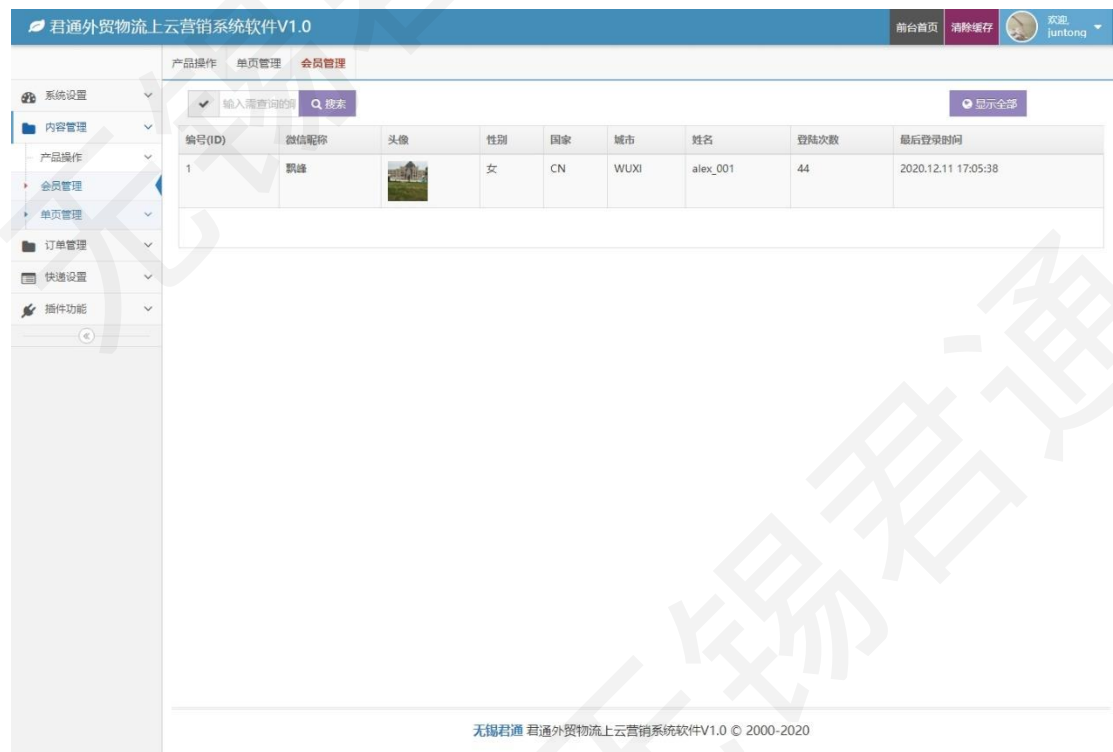 君通外贸物流上云营销系统软件V1.0
前台首页 清除缓存 欢迎, juntong
产品操作 单页管理 会员管理
系统设置
内容管理
产品操作
会员管理
单页管理
订单管理
快递设置
插件功能
输入需查询的 搜索 显示全部
编号(ID) 微信昵称 头像 性别 国家 城市 姓名 登陆次数 最后登录时间
1 飘峰 女 CN WUXI alex_001 44 2020.12.11 17:05:38
无锡君通 君通外贸物流上云营销系统软件V1.0 © 2000-2020
无锡君通
无锡君